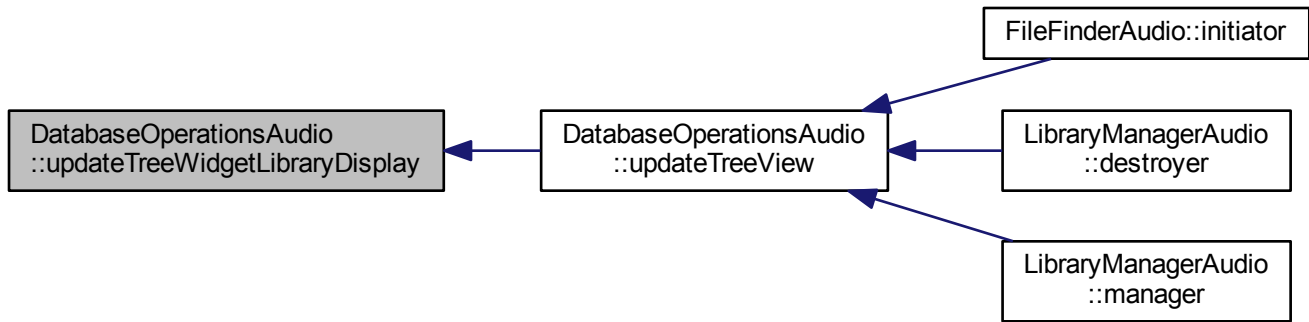 DatabaseOperationsAudio
::updateTreeWidgetLibraryDisplay
DatabaseOperationsAudio
::updateTreeView
FileFinderAudio::initiator
LibraryManagerAudio
::destroyer
LibraryManagerAudio
::manager